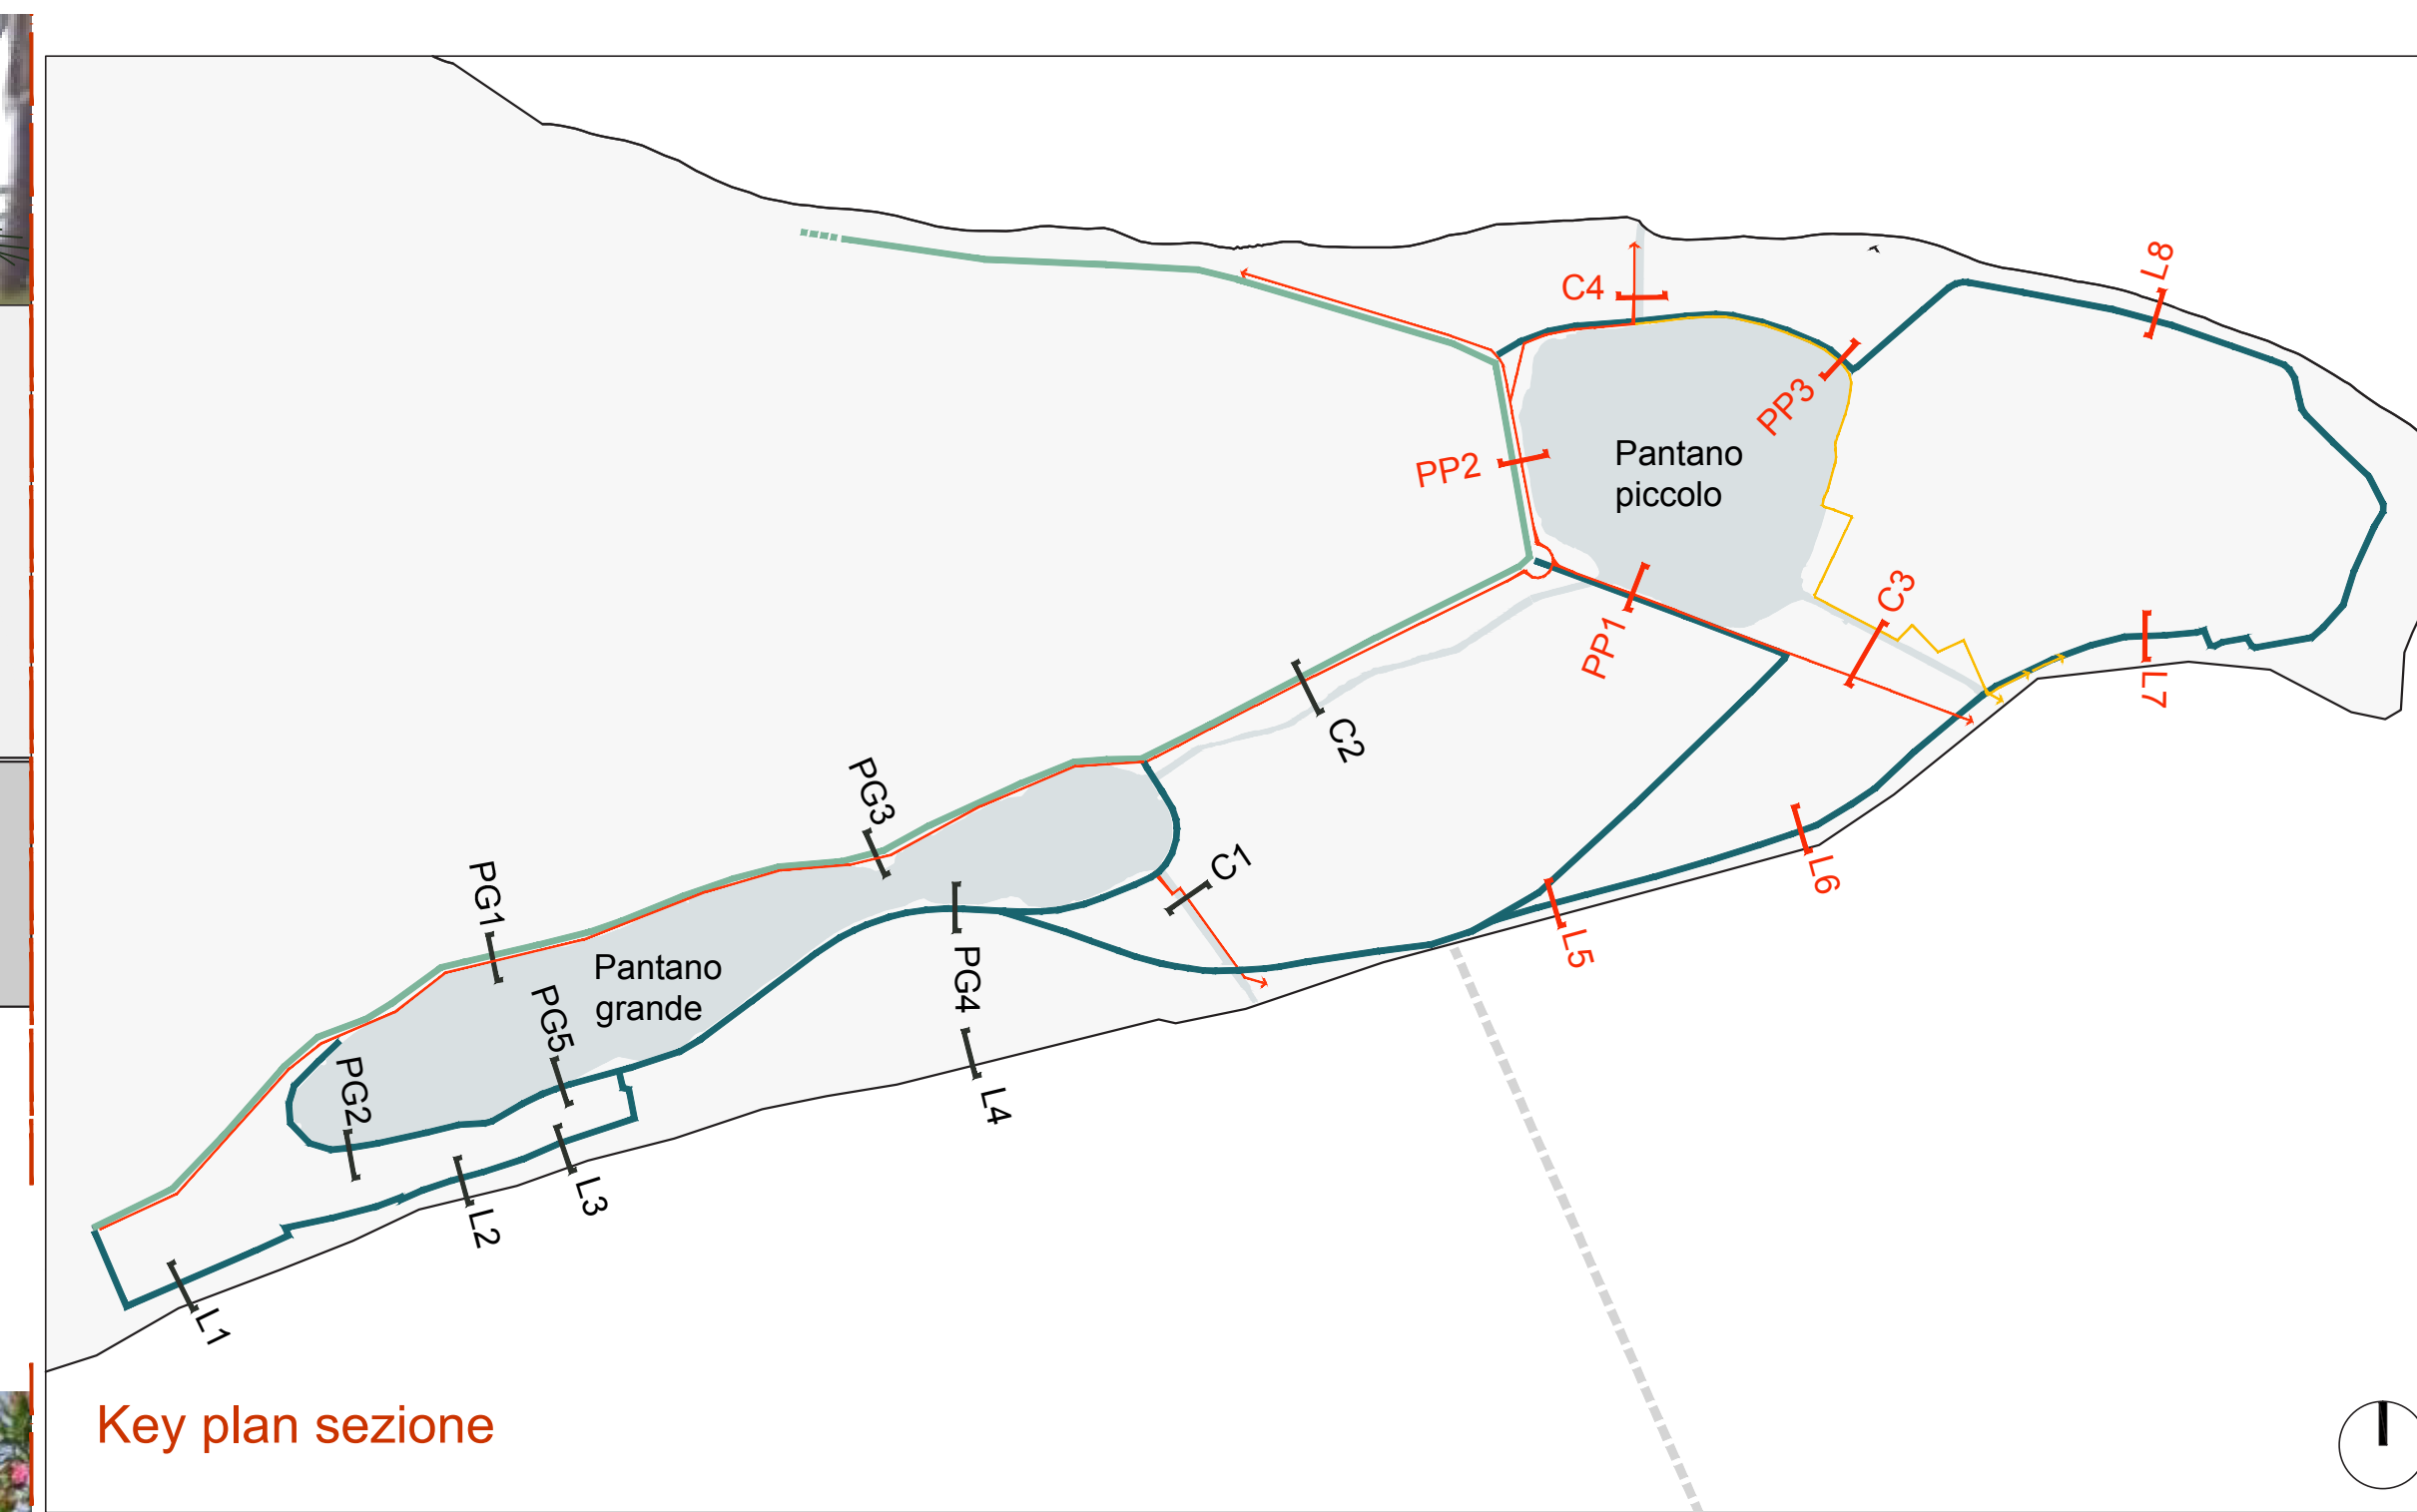 L8
C4
PP3
Pantano
piccolo
PP2
C3
PP1
L7
C2
PG3
C1
L6
PG1
L5
Pantano
grande
PG4
PG5
PG2
L4
L3
L2
L1
Key plan sezione